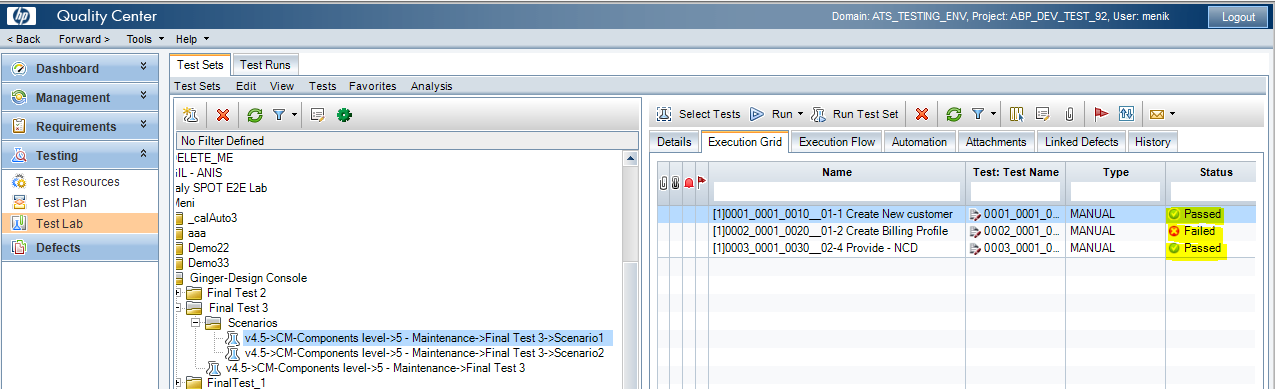 hp Quality Center Domain: ATS_TESTING_ENV, Project: ABP_DEV_TEST_92, User: menik Logout
< Back Forward > Tools Help
Dashboard
Management
Requirements
Testing
Test Resources
Test Plan
Test Lab
Defects
Test Sets Test Runs
Test Sets Edit View Tests Favorites Analysis
No Filter Defined
DELETE_ME
GIL - ANIS
Italy SPOT E2E Lab
Meni
_calAuto3
aaa
Demo22
Demo33
Ginger-Design Console
Final Test 2
Final Test 3
Scenarios
v4.5->CM-Components level->5 - Maintenance->Final Test 3->Scenario1
v4.5->CM-Components level->5 - Maintenance->Final Test 3->Scenario2
v4.5->CM-Components level->5 - Maintenance->Final Test 3
FinalTest_1
Select Tests Run Run Test Set
Details Execution Grid Execution Flow Automation Attachments Linked Defects History
Name Test: Test Name Type Status
[1]0001_0001_0010__01-1 Create New customer 0001_0001_0... MANUAL Passed
[1]0002_0001_0020__01-2 Create Billing Profile 0002_0001_0... MANUAL Failed
[1]0003_0001_0030__02-4 Provide - NCD 0003_0001_0... MANUAL Passed